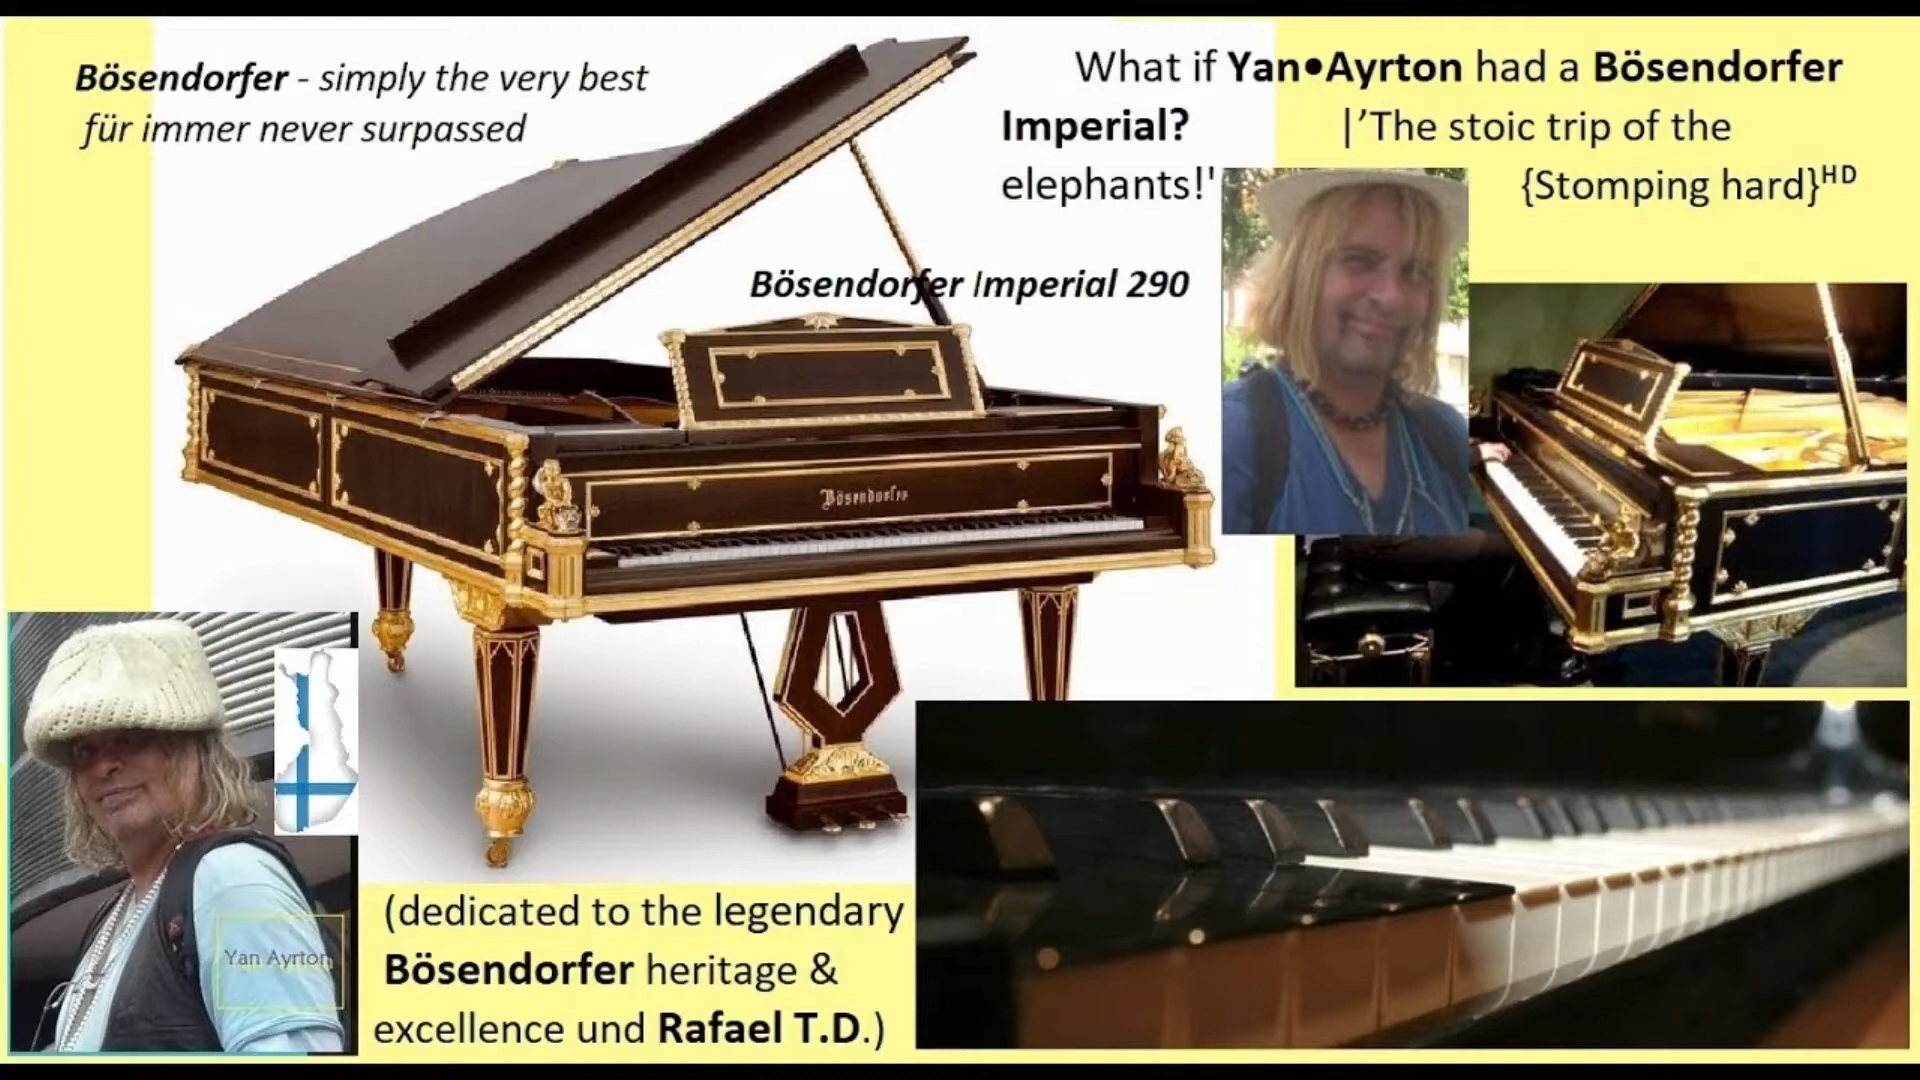 Bösendorfer - simply the very best
für immer never surpassed
What if Yan•Ayrton had a Bösendorfer
Imperial? |’The stoic trip of the
elephants!' {Stomping hard}ᴴᴰ
Bösendorfer Imperial 290
Bösendorfer
Yan Ayrton
(dedicated to the legendary
Bösendorfer heritage &
excellence und Rafael T.D.)